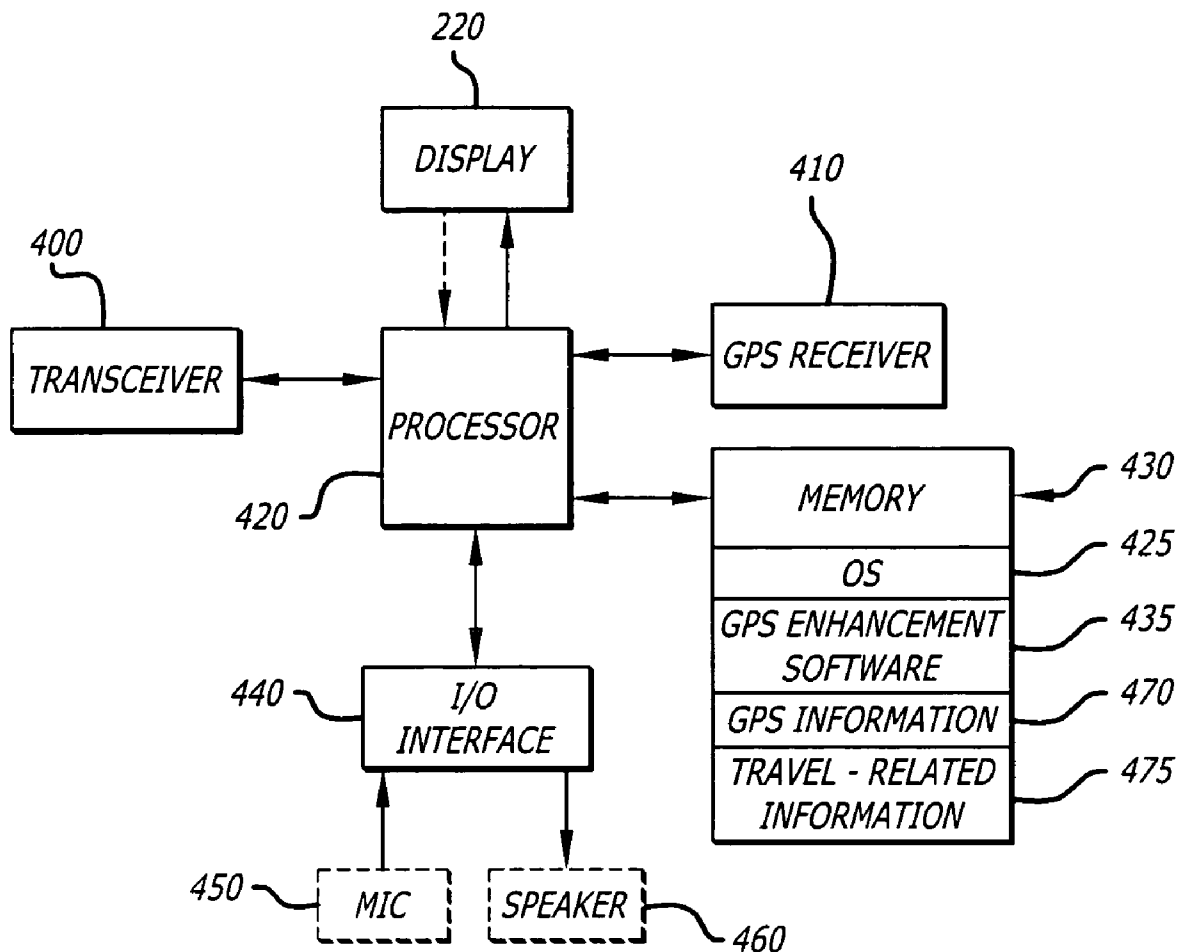 220
DISPLAY
410
400
TRANSCEIVER
GPS RECEIVER
PROCESSOR
420
MEMORY
430
OS
425
GPS ENHANCEMENT
SOFTWARE
435
GPS INFORMATION
470
TRAVEL - RELATED
INFORMATION
475
440
I/O
INTERFACE
450
MIC
SPEAKER
460